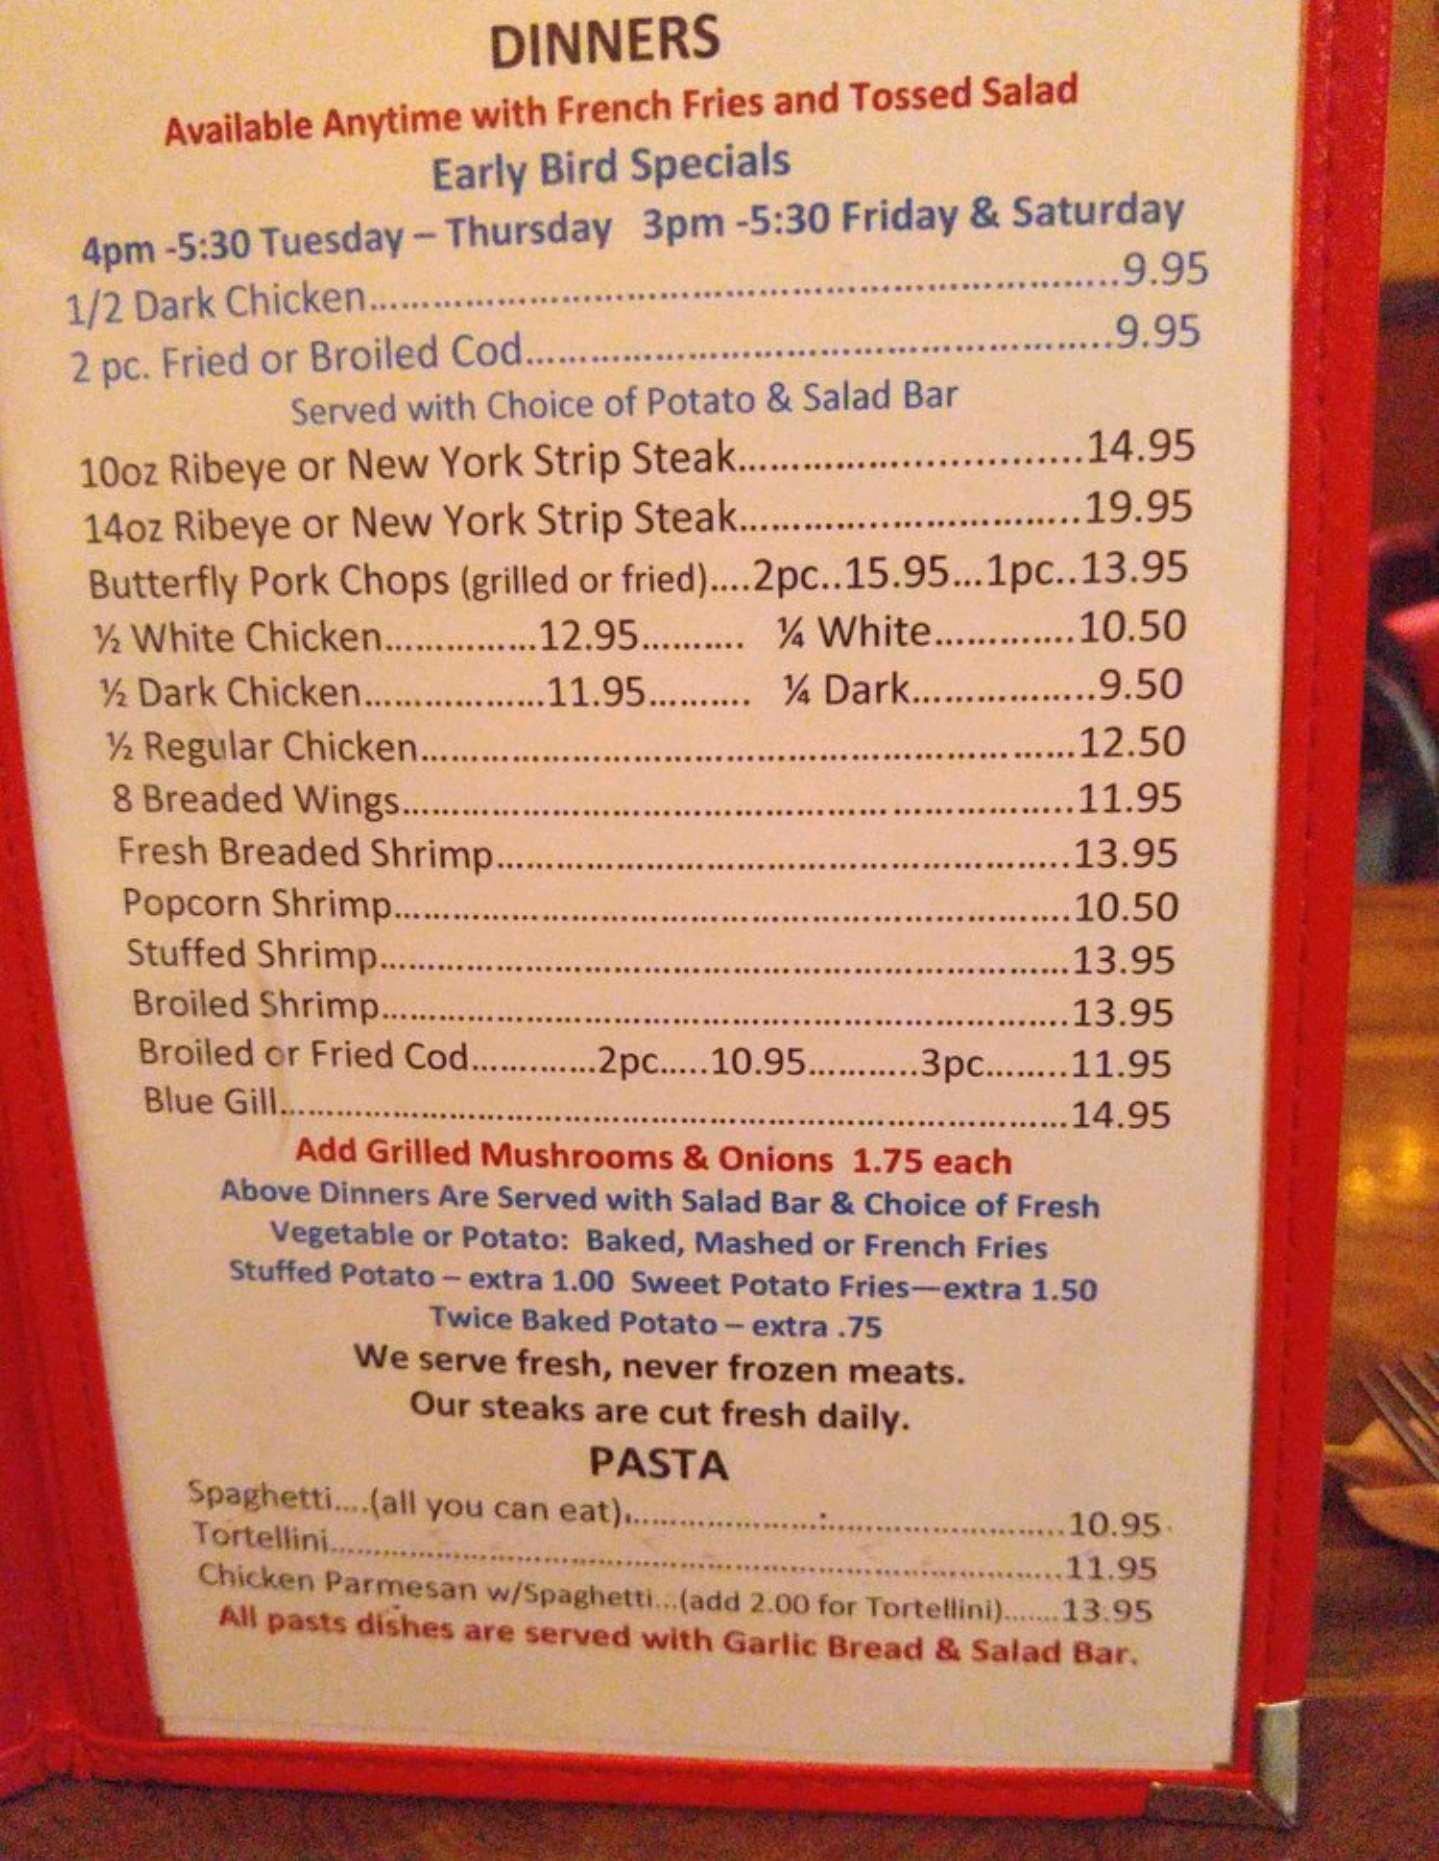 DINNERS
Available Anytime with French Fries and Tossed Salad
Early Bird Specials
4pm -5:30 Tuesday – Thursday 3pm -5:30 Friday & Saturday
1/2 Dark Chicken..............................................................................9.95
2 pc. Fried or Broiled Cod............................................................9.95
Served with Choice of Potato & Salad Bar
10oz Ribeye or New York Strip Steak.................................14.95
14oz Ribeye or New York Strip Steak.................................19.95
Butterfly Pork Chops (grilled or fried)....2pc..15.95...1pc..13.95
½ White Chicken...............12.95.......... ¼ White.............10.50
½ Dark Chicken..................11.95.......... ¼ Dark.................9.50
½ Regular Chicken.................................................................12.50
8 Breaded Wings...................................................................11.95
Fresh Breaded Shrimp.........................................................13.95
Popcorn Shrimp....................................................................10.50
Stuffed Shrimp.....................................................................13.95
Broiled Shrimp.....................................................................13.95
Broiled or Fried Cod.............2pc.....10.95...........3pc........11.95
Blue Gill...............................................................................14.95
Add Grilled Mushrooms & Onions 1.75 each
Above Dinners Are Served with Salad Bar & Choice of Fresh
Vegetable or Potato: Baked, Mashed or French Fries
Stuffed Potato – extra 1.00 Sweet Potato Fries—extra 1.50
Twice Baked Potato – extra .75
We serve fresh, never frozen meats.
Our steaks are cut fresh daily.
PASTA
Spaghetti....(all you can eat)............................................10.95
Tortellini.........................................................................11.95
Chicken Parmesan w/Spaghetti...(add 2.00 for Tortellini).......13.95
All pasts dishes are served with Garlic Bread & Salad Bar.